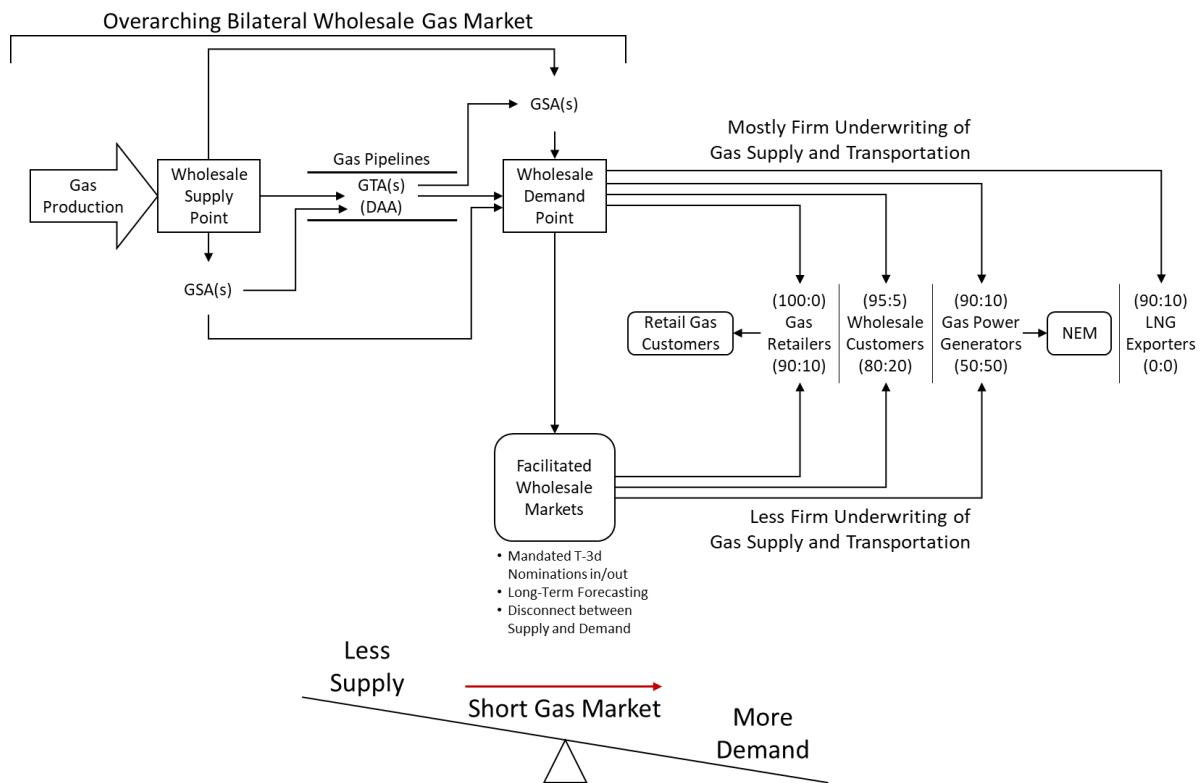 Overarching Bilateral Wholesale Gas Market
GSA(s)
Mostly Firm Underwriting of
Gas Supply and Transportation
Gas
Production
Wholesale
Supply
Point
Gas Pipelines
GTA(s)
(DAA)
Wholesale
Demand
Point
GSA(s)
Retail Gas
Customers
(100:0)
Gas
Retailers
(90:10)
(95:5)
Wholesale
Customers
(80:20)
(90:10)
Gas Power
Generators
(50:50)
NEM
(90:10)
LNG
Exporters
(0:0)
Facilitated
Wholesale
Markets
Less Firm Underwriting of
Gas Supply and Transportation
• Mandated T-3d
Nominations in/out
• Long-Term Forecasting
• Disconnect between
Supply and Demand
Less
Supply
Short Gas Market
More
Demand